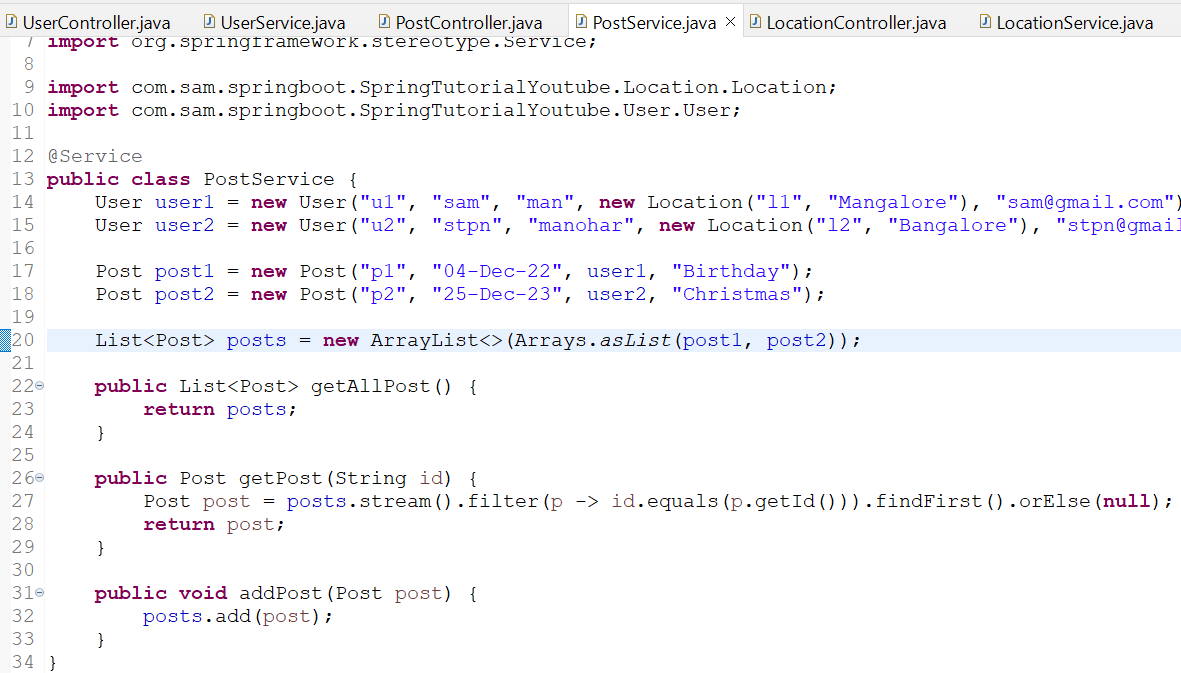 UserController.java UserService.java PostController.java PostService.java LocationController.java LocationService.java
7 import org.springframework.stereotype.Service;
8
9 import com.sam.springboot.SpringTutorialYoutube.Location.Location;
10 import com.sam.springboot.SpringTutorialYoutube.User.User;
11
12 @Service
13 public class PostService {
14 User user1 = new User("u1", "sam", "man", new Location("l1", "Mangalore"), "sam@gmail.com")
15 User user2 = new User("u2", "stpn", "manohar", new Location("l2", "Bangalore"), "stpn@gmail
16
17 Post post1 = new Post("p1", "04-Dec-22", user1, "Birthday");
18 Post post2 = new Post("p2", "25-Dec-23", user2, "Christmas");
19
20 List<Post> posts = new ArrayList<>(Arrays.asList(post1, post2));
21
22 public List<Post> getAllPost() {
23 return posts;
24 }
25
26 public Post getPost(String id) {
27 Post post = posts.stream().filter(p -> id.equals(p.getId())).findFirst().orElse(null);
28 return post;
29 }
30
31 public void addPost(Post post) {
32 posts.add(post);
33 }
34 }